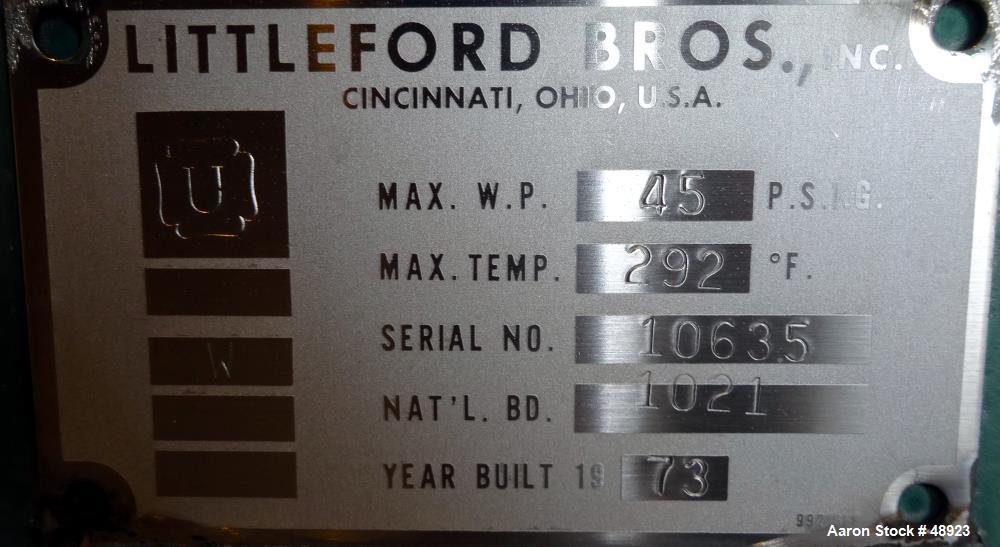 LITTLEFORD BROS., INC.
CINCINNATI, OHIO, U.S.A.
U
MAX. W.P. 45 P.S.I.G.
MAX. TEMP. 292 °F.
SERIAL NO. 10635
W
NAT'L. BD. 1021
YEAR BUILT 19 73
Aaron Stock # 48923